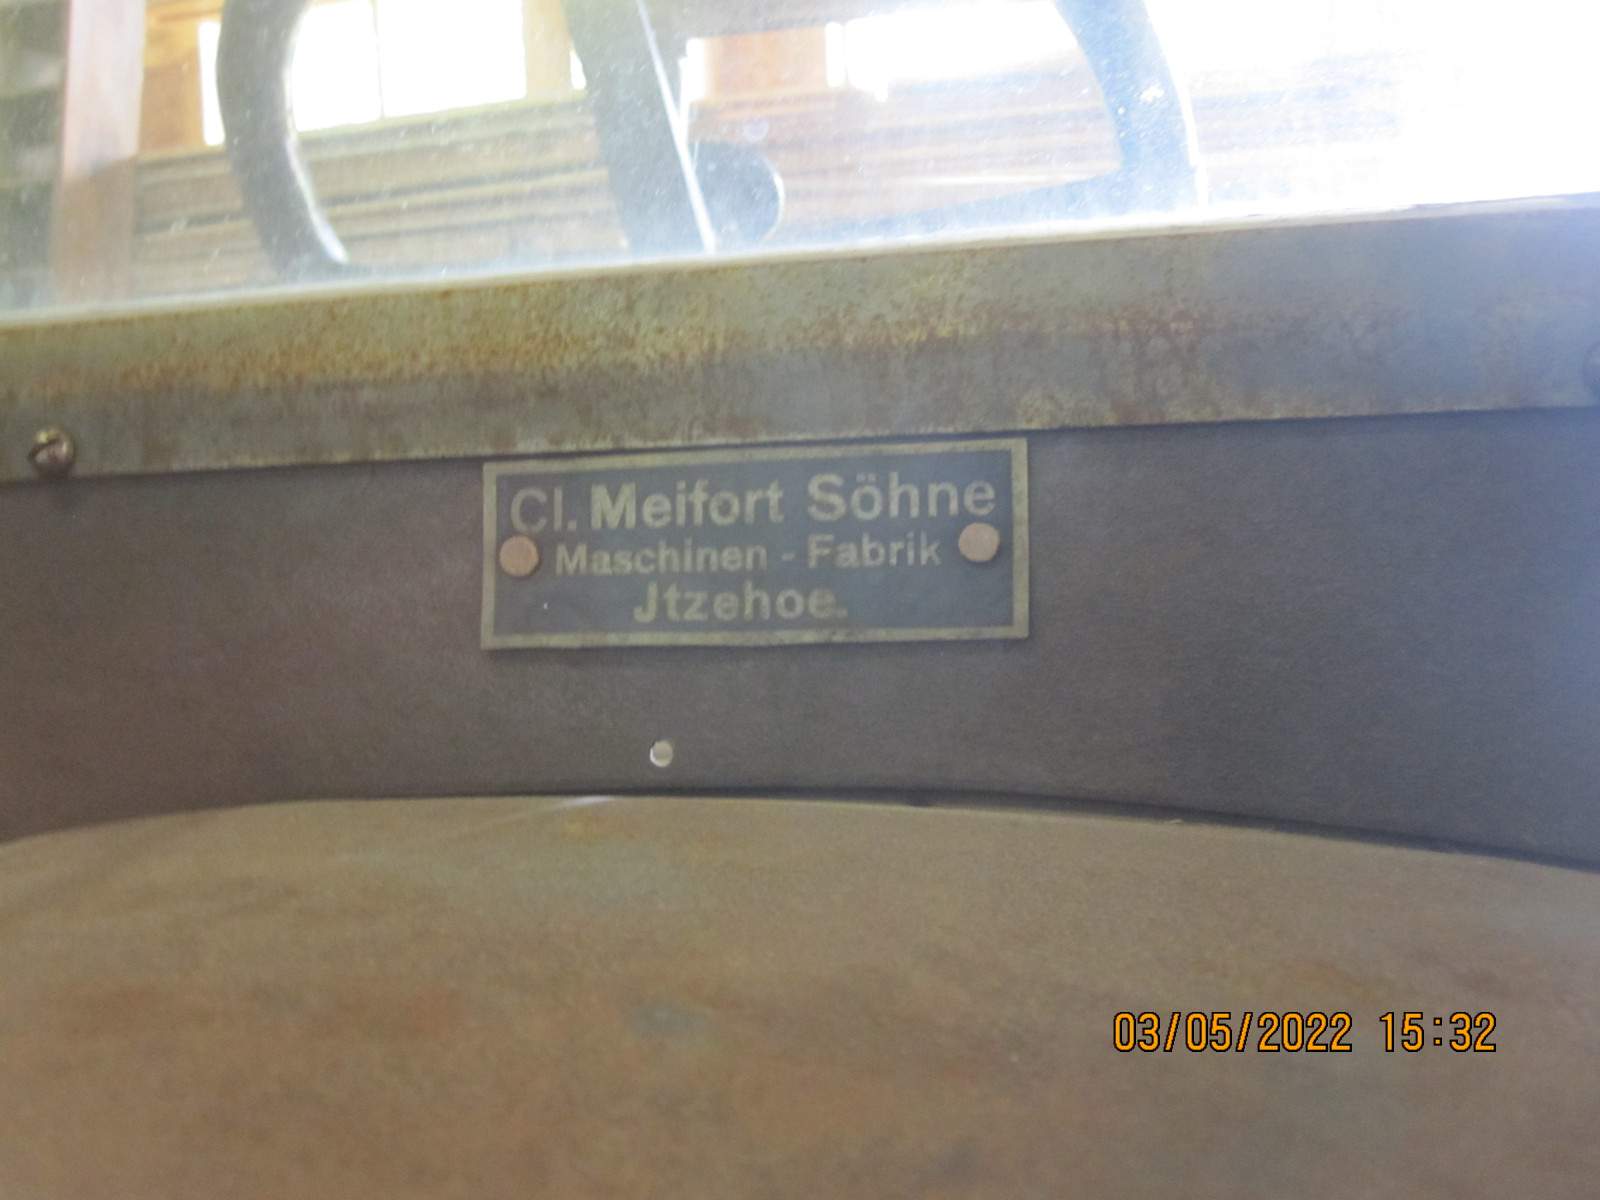 Cl. Meifort Söhne
Maschinen - Fabrik
Jtzehoe.
03/05/2022 15:32